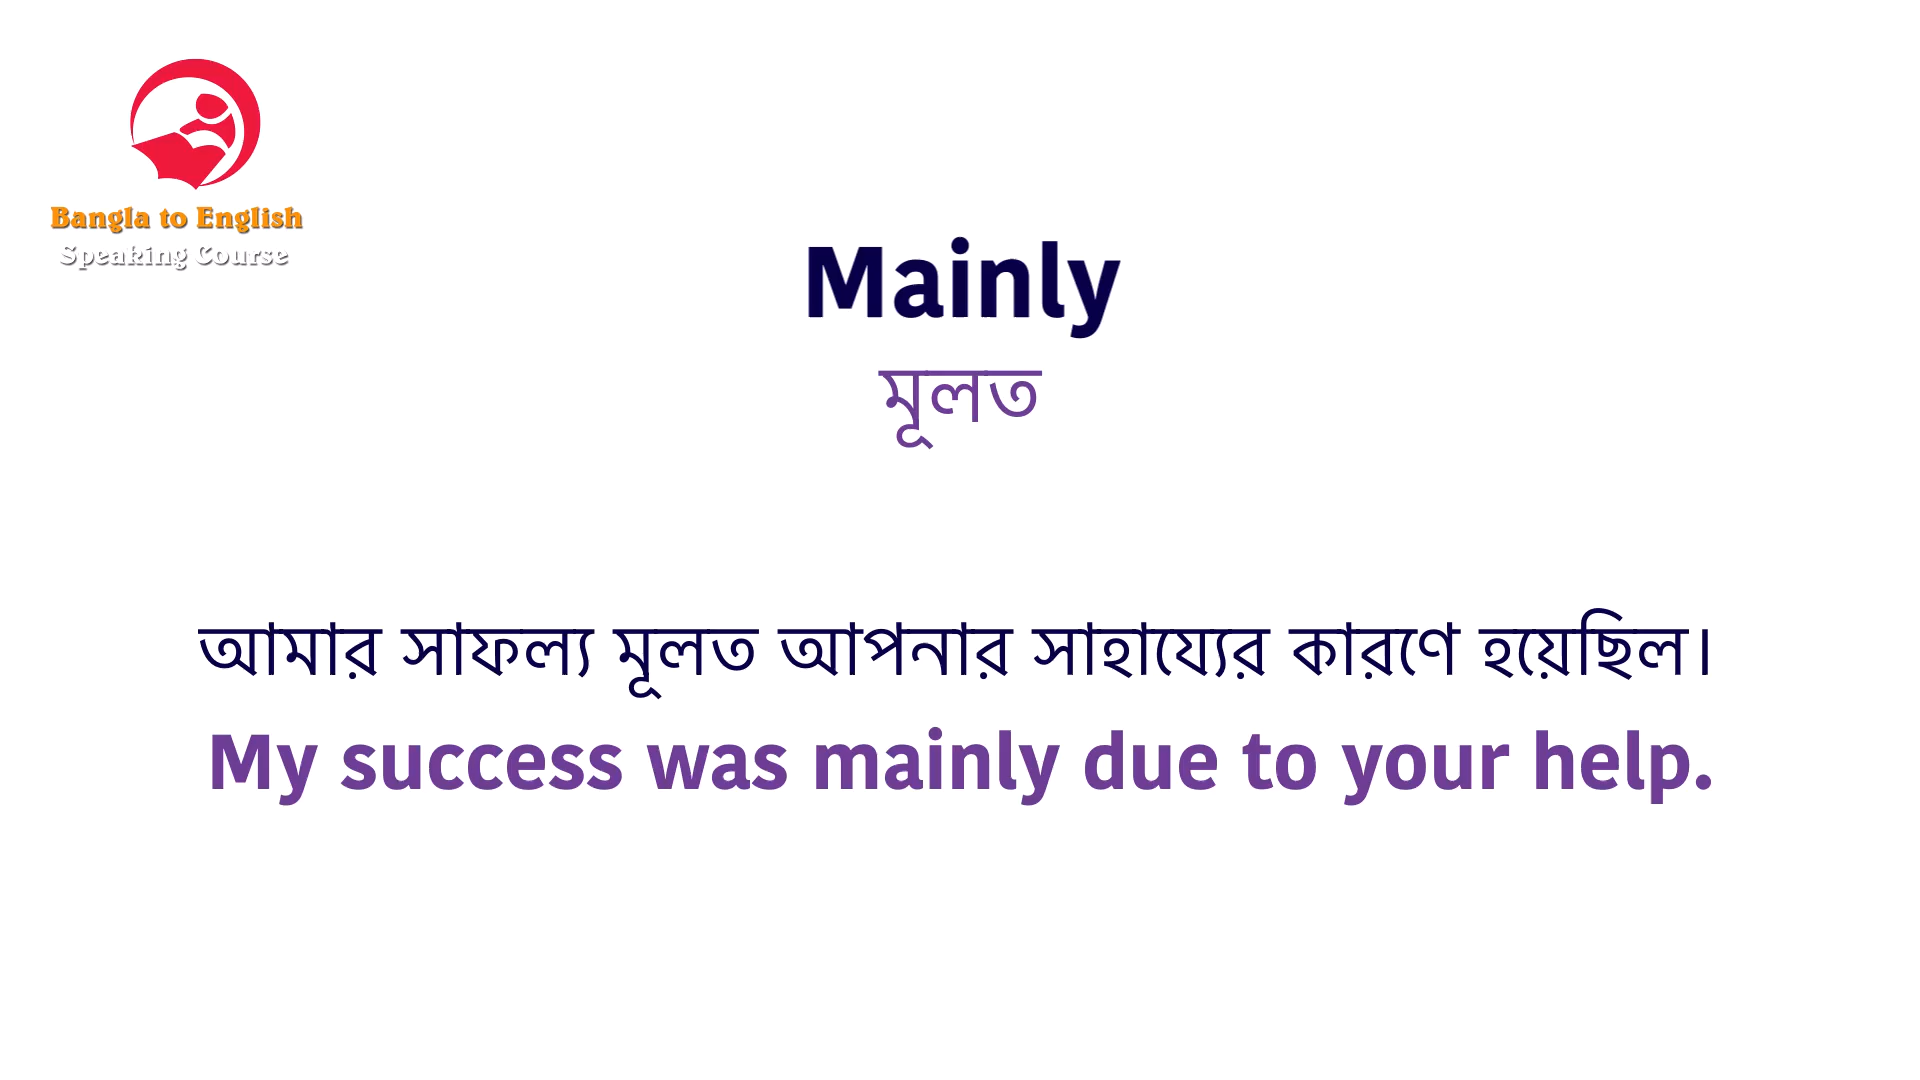 Bangla to English
Speaking Course
Mainly
মূলত
আমার সাফল্য মূলত আপনার সাহায্যের কারণে হয়েছিল।
My success was mainly due to your help.